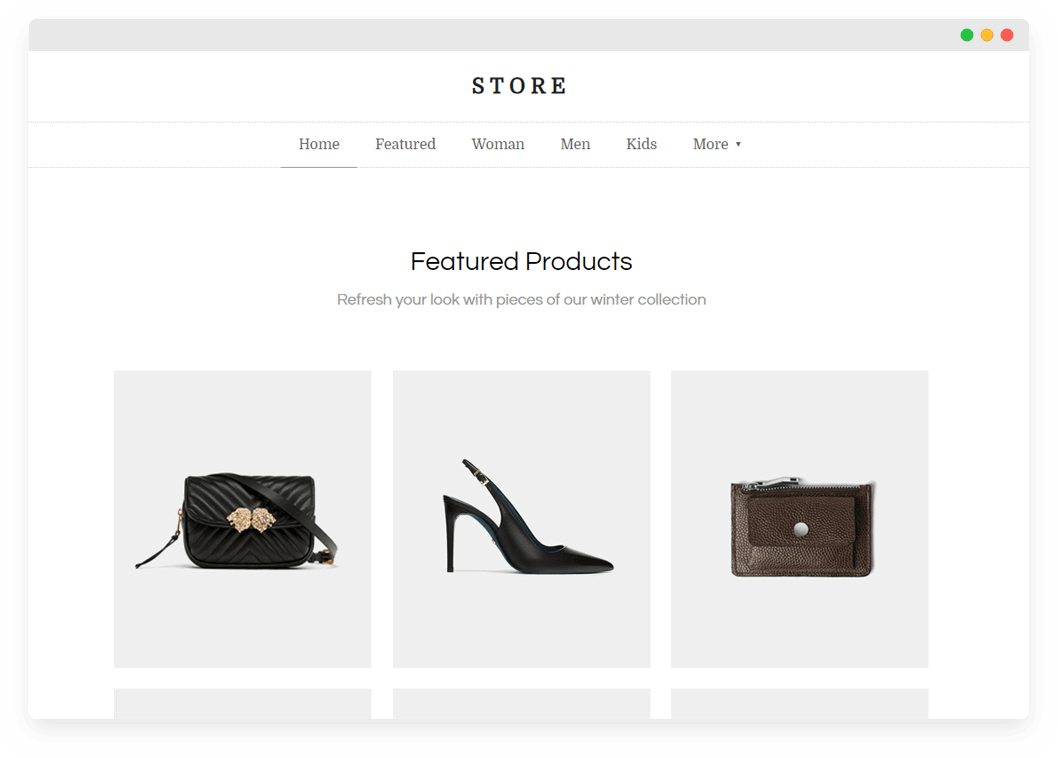 STORE
Home Featured Woman Men Kids More ▾
Featured Products
Refresh your look with pieces of our winter collection